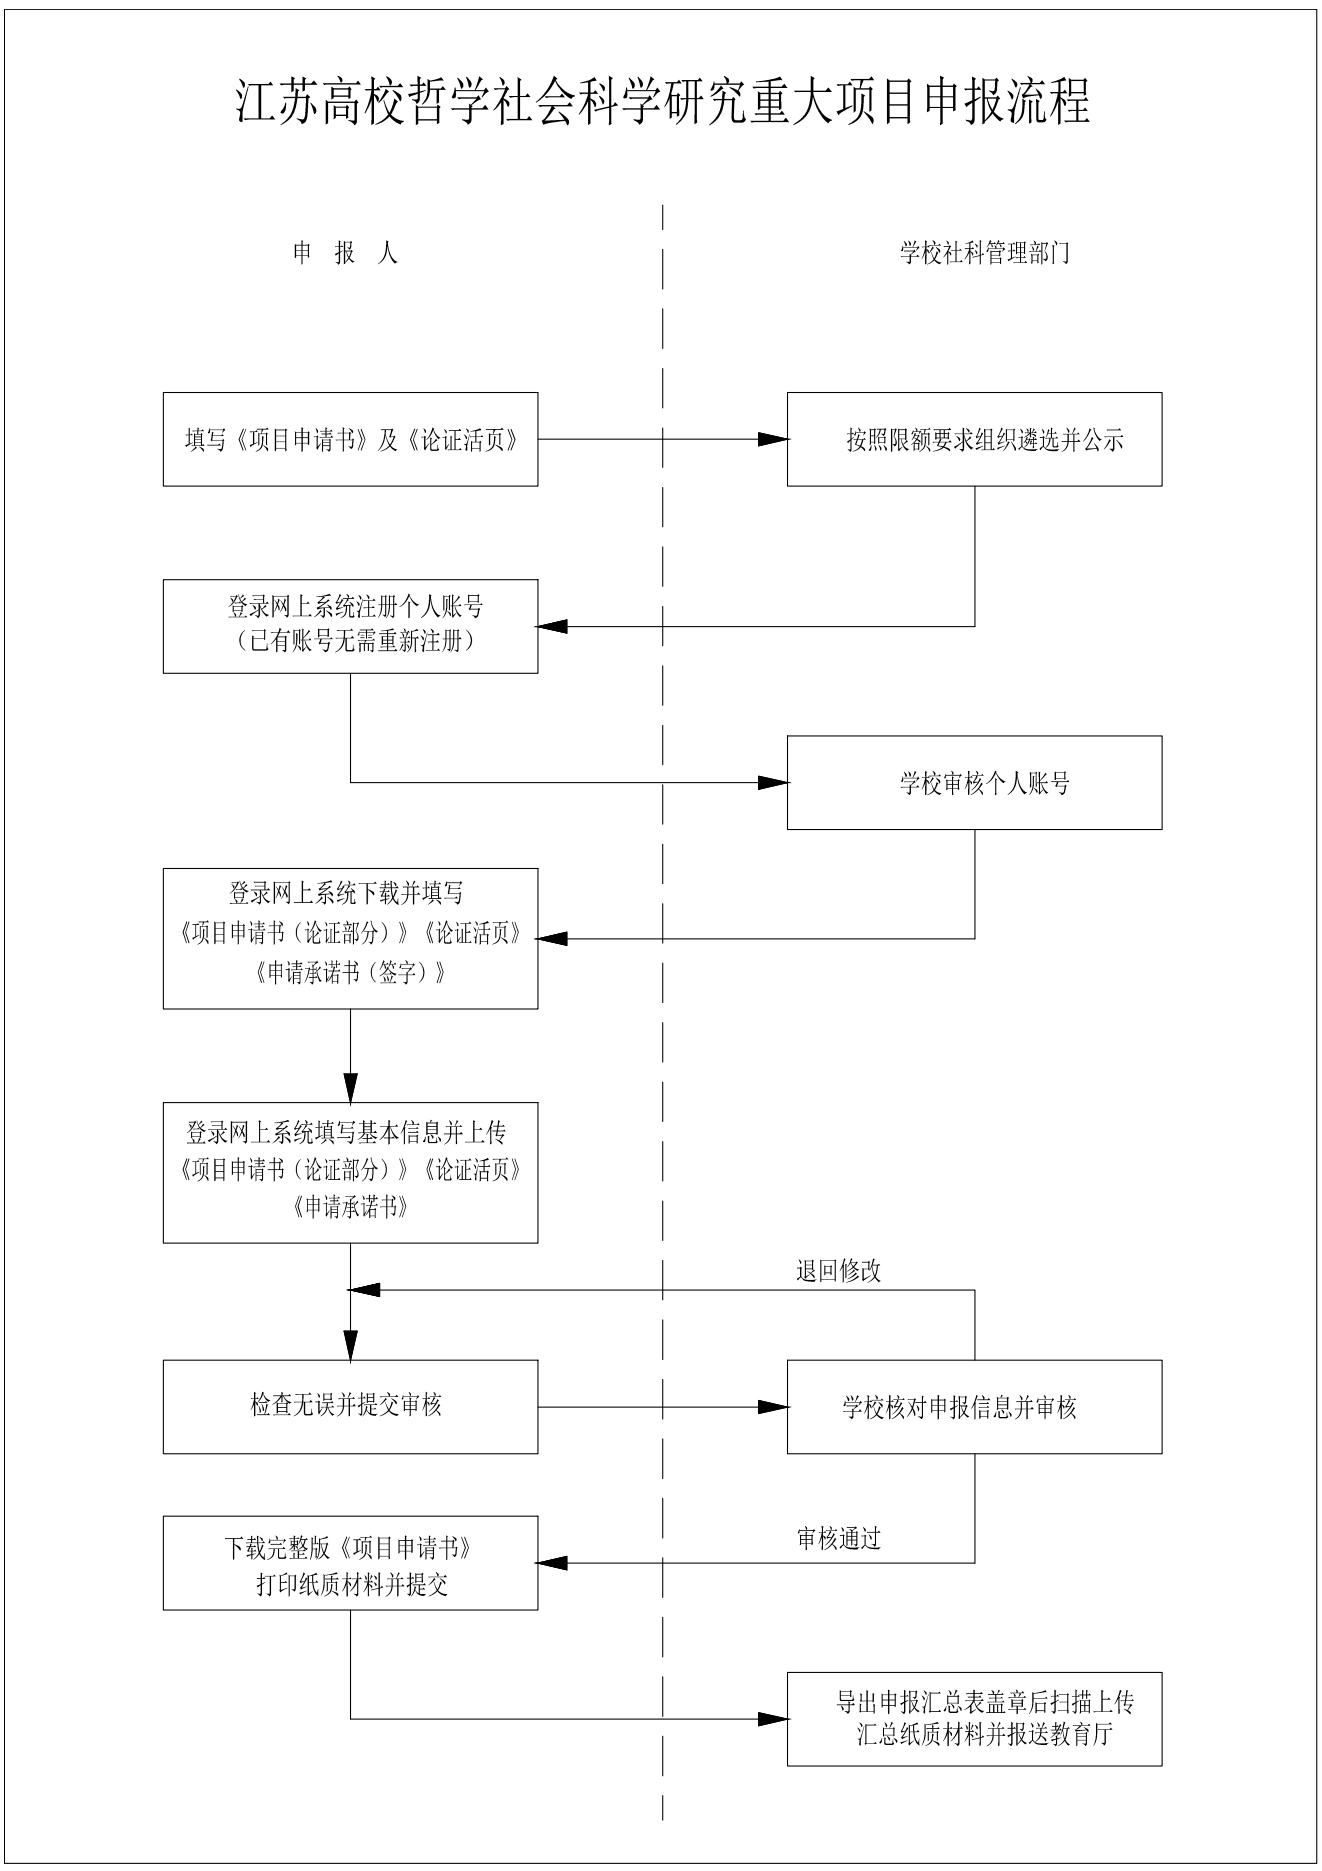 江苏高校哲学社会科学研究重大项目申报流程
申 报 人
学校社科管理部门
填写《项目申请书》及《论证活页》
按照限额要求组织遴选并公示
登录网上系统注册个人账号
（已有账号无需重新注册）
学校审核个人账号
登录网上系统下载并填写
《项目申请书（论证部分）》《论证活页》
《申请承诺书（签字）》
登录网上系统填写基本信息并上传
《项目申请书（论证部分）》《论证活页》
《申请承诺书》
退回修改
检查无误并提交审核
学校核对申报信息并审核
审核通过
下载完整版《项目申请书》
打印纸质材料并提交
导出申报汇总表盖章后扫描上传
汇总纸质材料并报送教育厅